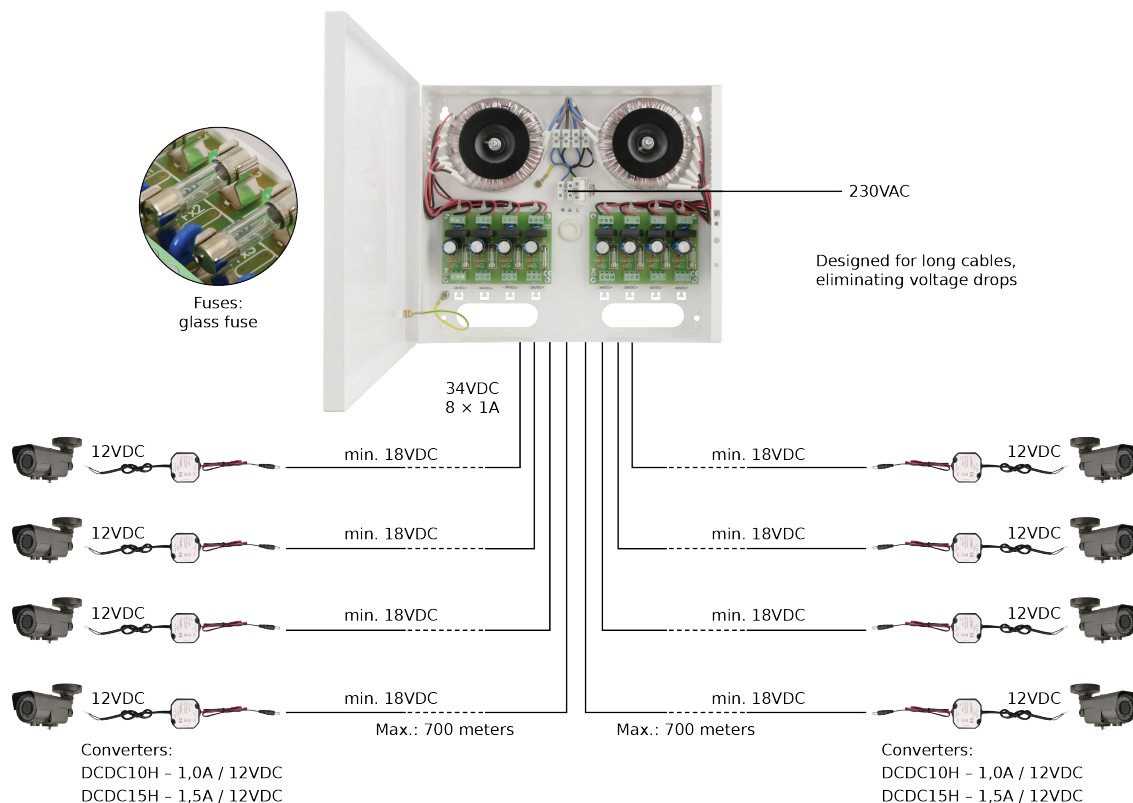 230VAC
Designed for long cables,
eliminating voltage drops
FX2
FX3
Fuses:
glass fuse
34VDC
8 × 1A
12VDC
min. 18VDC
min. 18VDC
12VDC
12VDC
min. 18VDC
min. 18VDC
12VDC
12VDC
min. 18VDC
min. 18VDC
12VDC
12VDC
min. 18VDC
min. 18VDC
12VDC
Max.: 700 meters
Max.: 700 meters
Converters:
DCDC10H – 1,0A / 12VDC
DCDC15H – 1,5A / 12VDC
Converters:
DCDC10H – 1,0A / 12VDC
DCDC15H – 1,5A / 12VDC